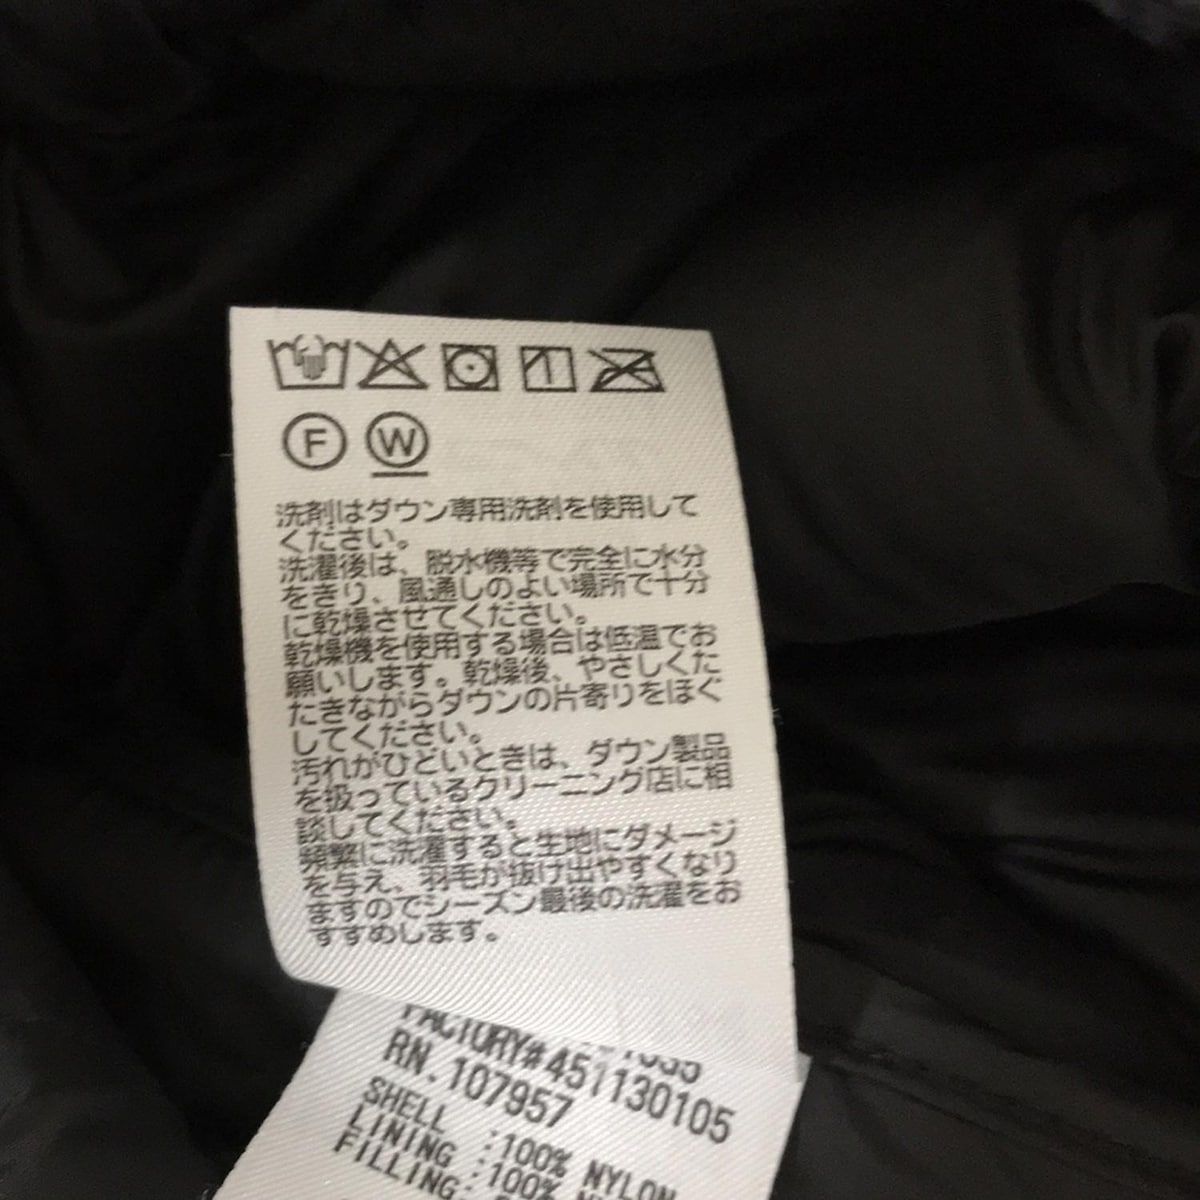 F W
洗剤はダウン専用洗剤を使用して
ください。
洗濯後は、脱水機等で完全に水分
をきり、風通しのよい場所で十分
に乾燥させてください。
乾燥機を使用する場合は低温でお
願いします。乾燥後、やさしくた
たきながらダウンの片寄りをほぐ
してください。
汚れがひどいときは、ダウン製品
を扱っているクリーニング店に相
談してください。
頻繁に洗濯すると生地にダメージ
を与え、羽毛が抜け出やすくなり
ますのでシーズン最後の洗濯をお
すすめします。
FACTORY#451130105
RN.107957
SHELL :100% NYLON
LINING :100%
FILLING: